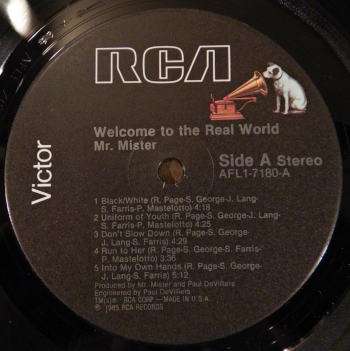 RCA
Welcome to the Real World
Mr. Mister
Side A Stereo
AFL1-7180-A
Victor
1 Black/White (R. Page-S. George-J. Lang-
S. Farris-P. Mastelotto) 4:18
2 Uniform of Youth (R. Page-S. George-J. Lang-
S. Farris-P. Mastelotto) 4:25
3 Don't Slow Down (R. Page-S. George-
J. Lang-S. Farris) 4:29
4 Run to Her (R. Page-S. George-S. Farris-
P. Mastelotto) 3:36
5 Into My Own Hands (R. Page-S. George-
J. Lang-S. Farris) 5:12
Produced by Mr. Mister and Paul DeVilliers
Engineered by Paul DeVilliers
TM(s)® RCA CORP—MADE IN U.S.A.
℗ 1985 RCA RECORDS